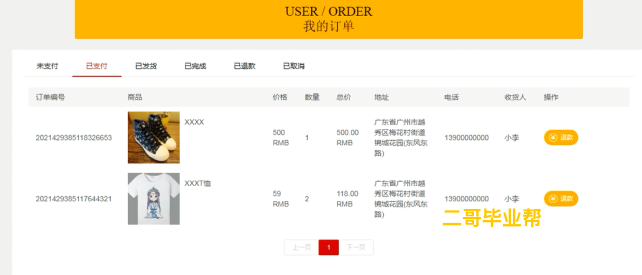 USER / ORDER
我的订单
未支付 已支付 已发货 已完成 已退款 已取消
订单编号 商品 价格 数量 总价 地址 电话 收货人 操作
2021429385118326653 XXXX 500 RMB 1 500.00 RMB 广东省广州市越秀区梅花村街道锦城花园(东风东路) 13900000000 小李 退款
2021429385117644321 XXXT恤 59 RMB 2 118.00 RMB 广东省广州市越秀区梅花村街道锦城花园(东风东路) 13900000000 小李 退款
二哥毕业帮
上一页 1 下一页